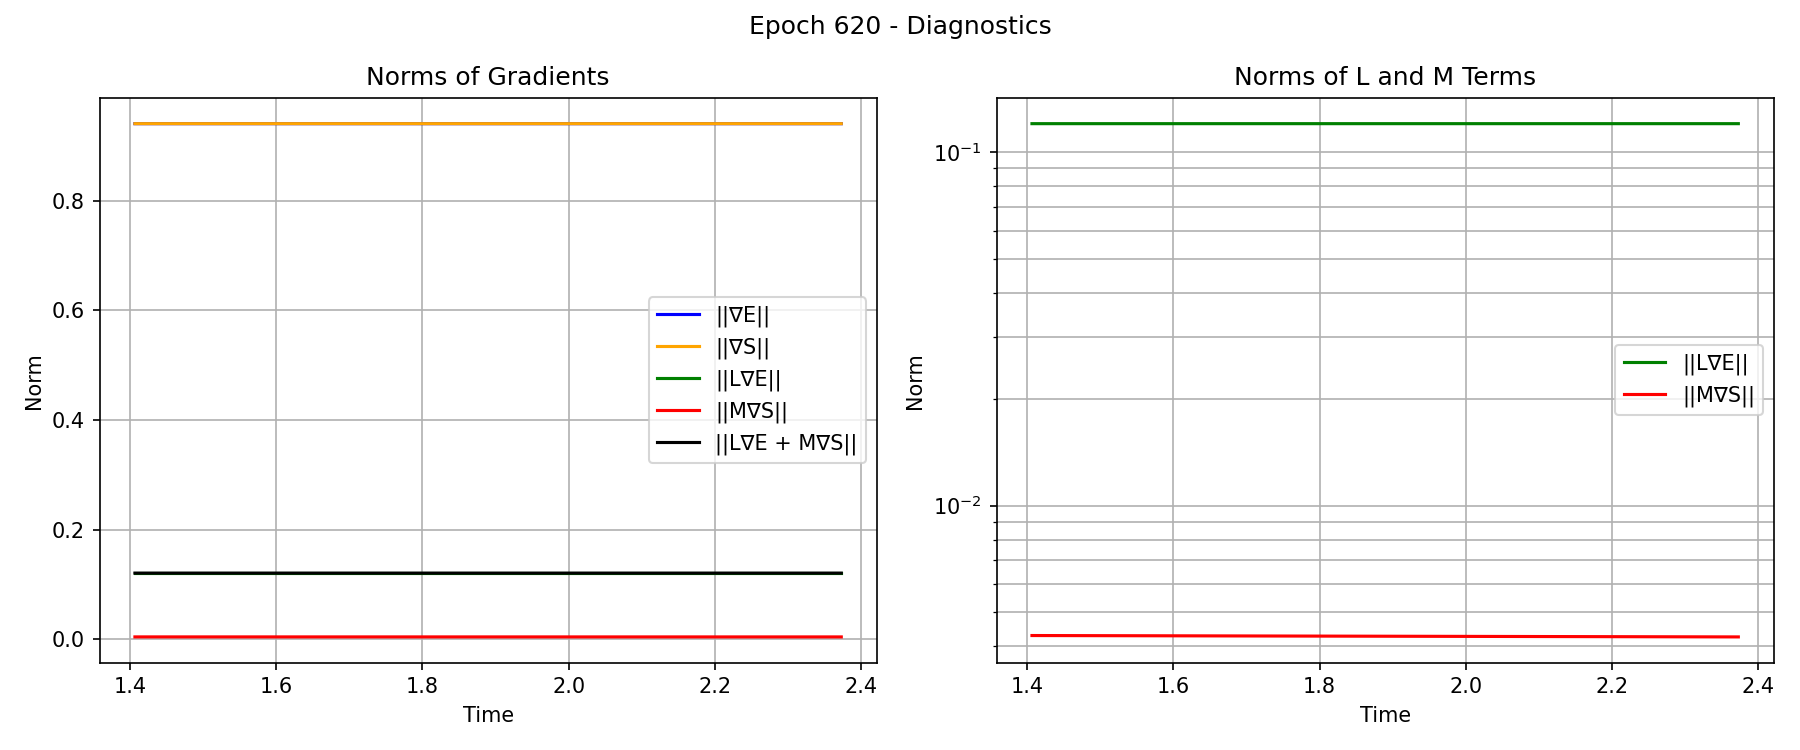 Epoch 620 - Diagnostics
Norms of Gradients
Norm
0.8
0.6
0.4
0.2
0.0
||∇E||
||∇S||
||L∇E||
||M∇S||
||L∇E + M∇S||
1.4 1.6 1.8 2.0 2.2 2.4
Time
Norms of L and M Terms
Norm
10⁻¹
10⁻²
||L∇E||
||M∇S||
1.4 1.6 1.8 2.0 2.2 2.4
Time